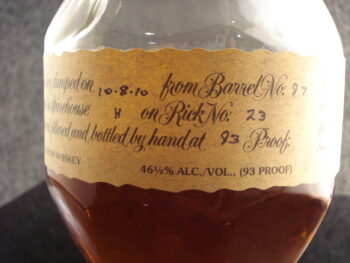 dumped on 10-8-10 from Barrel No. 97
Warehouse H on Rick No. 23
filtered and bottled by hand at 93 Proof.
WHISKEY
46½% ALC./VOL., (93 PROOF)